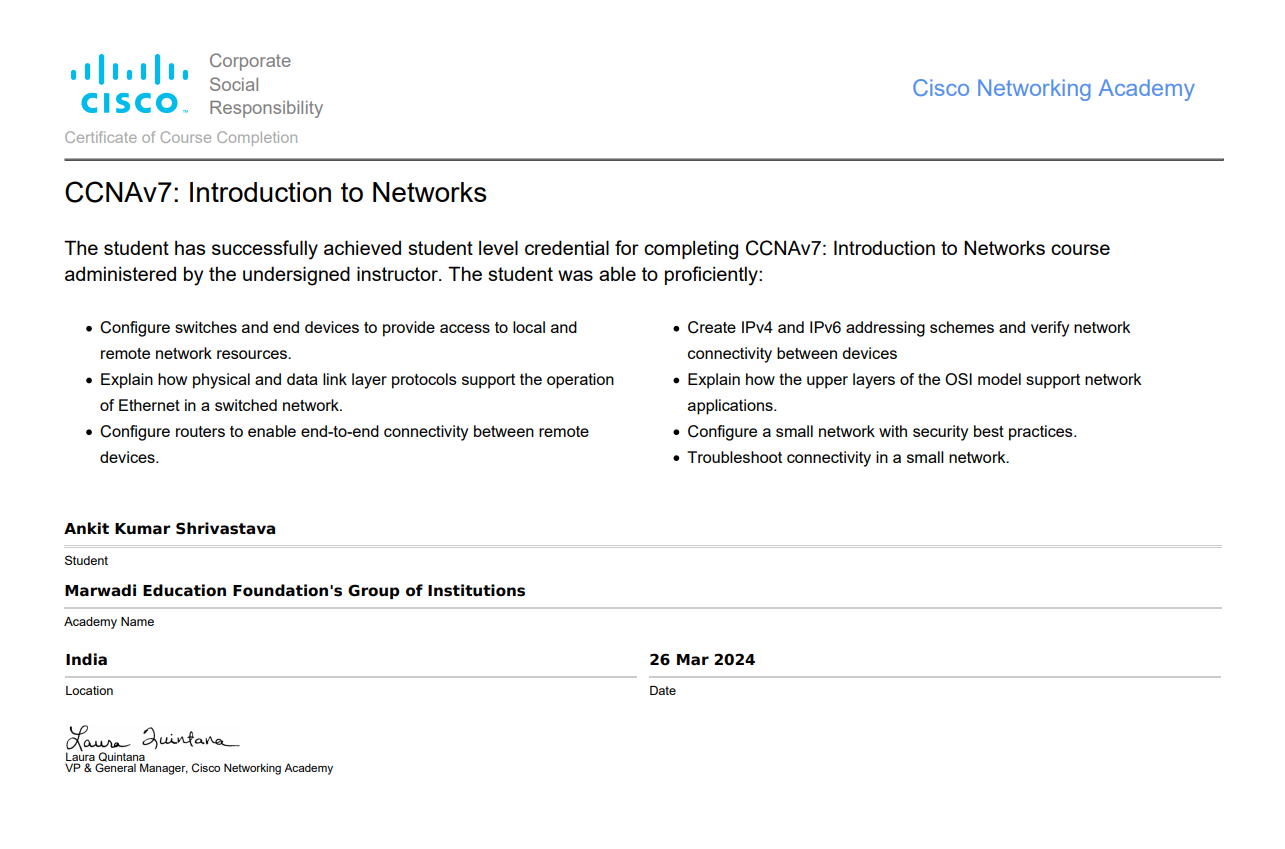 Corporate
Social
Responsibility
CISCO™
Cisco Networking Academy
Certificate of Course Completion
CCNAv7: Introduction to Networks
The student has successfully achieved student level credential for completing CCNAv7: Introduction to Networks course
administered by the undersigned instructor. The student was able to proficiently:
• Configure switches and end devices to provide access to local and
remote network resources.
• Explain how physical and data link layer protocols support the operation
of Ethernet in a switched network.
• Configure routers to enable end-to-end connectivity between remote
devices.
• Create IPv4 and IPv6 addressing schemes and verify network
connectivity between devices
• Explain how the upper layers of the OSI model support network
applications.
• Configure a small network with security best practices.
• Troubleshoot connectivity in a small network.
Ankit Kumar Shrivastava
Student
Marwadi Education Foundation's Group of Institutions
Academy Name
India
Location
26 Mar 2024
Date
Laura Quintana
Laura Quintana
VP & General Manager, Cisco Networking Academy